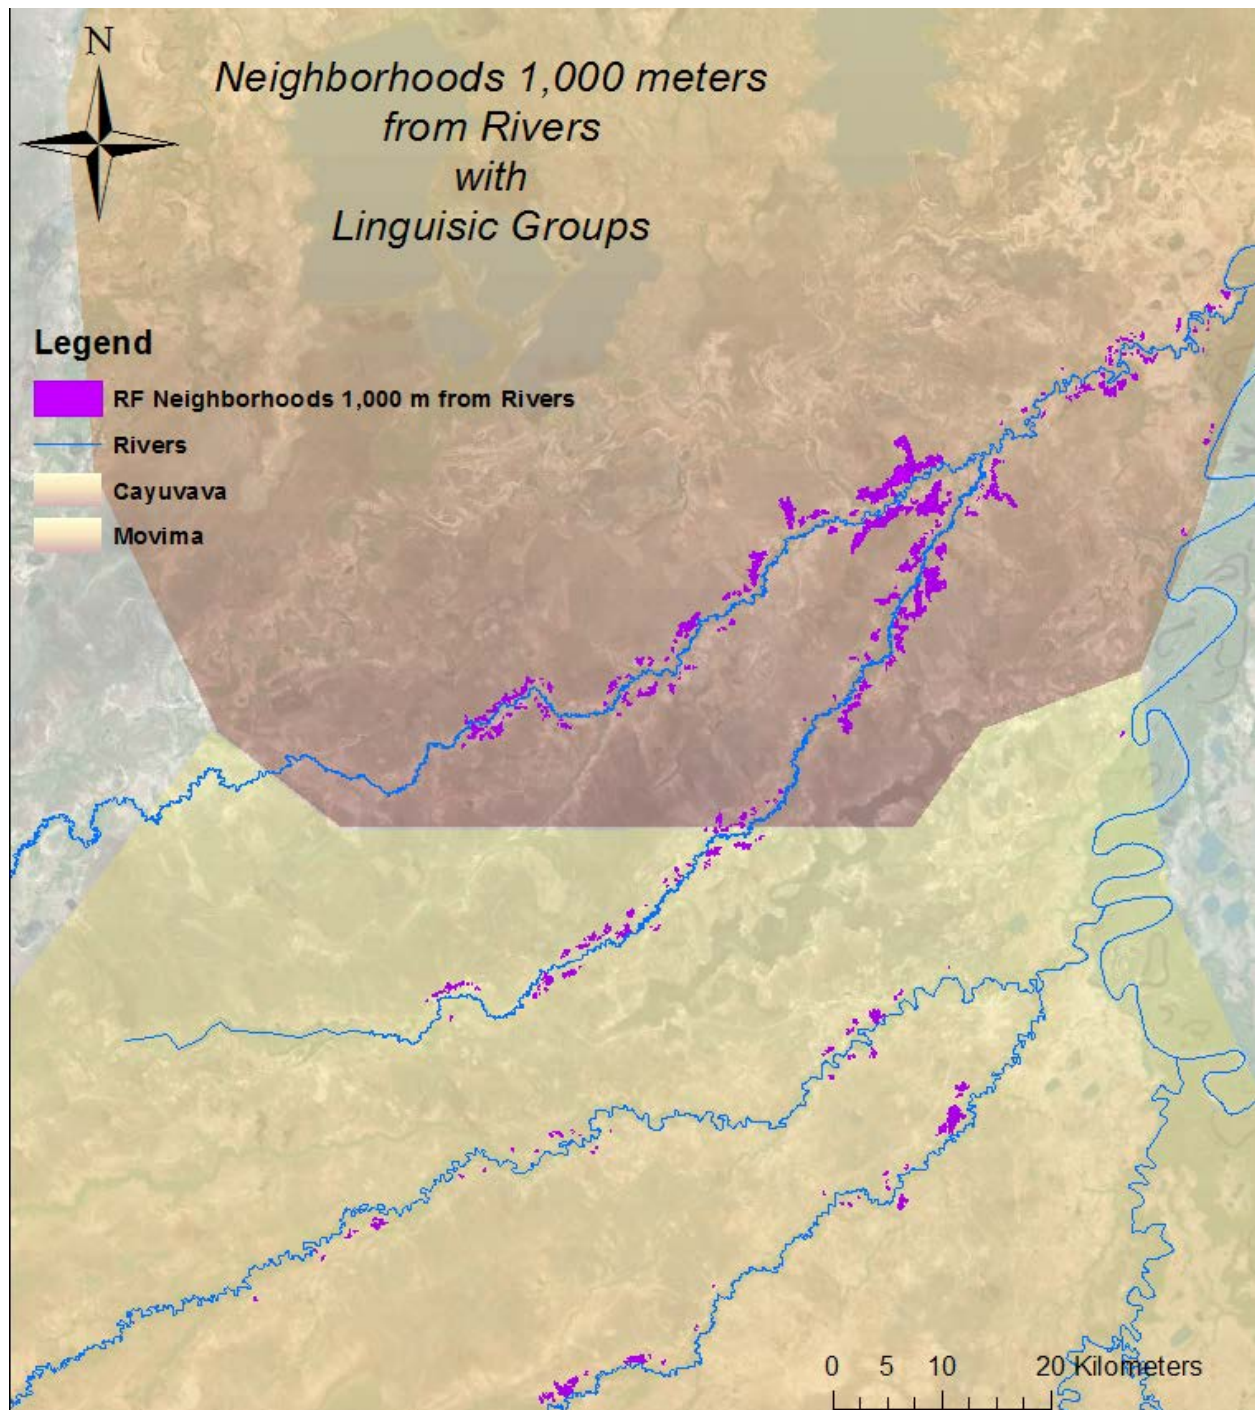 N
Neighborhoods 1,000 meters
from Rivers
with
Linguisic Groups
Legend
RF Neighborhoods 1,000 m from Rivers
Rivers
Cayuvava
Movima
0 5 10 20 Kilometers